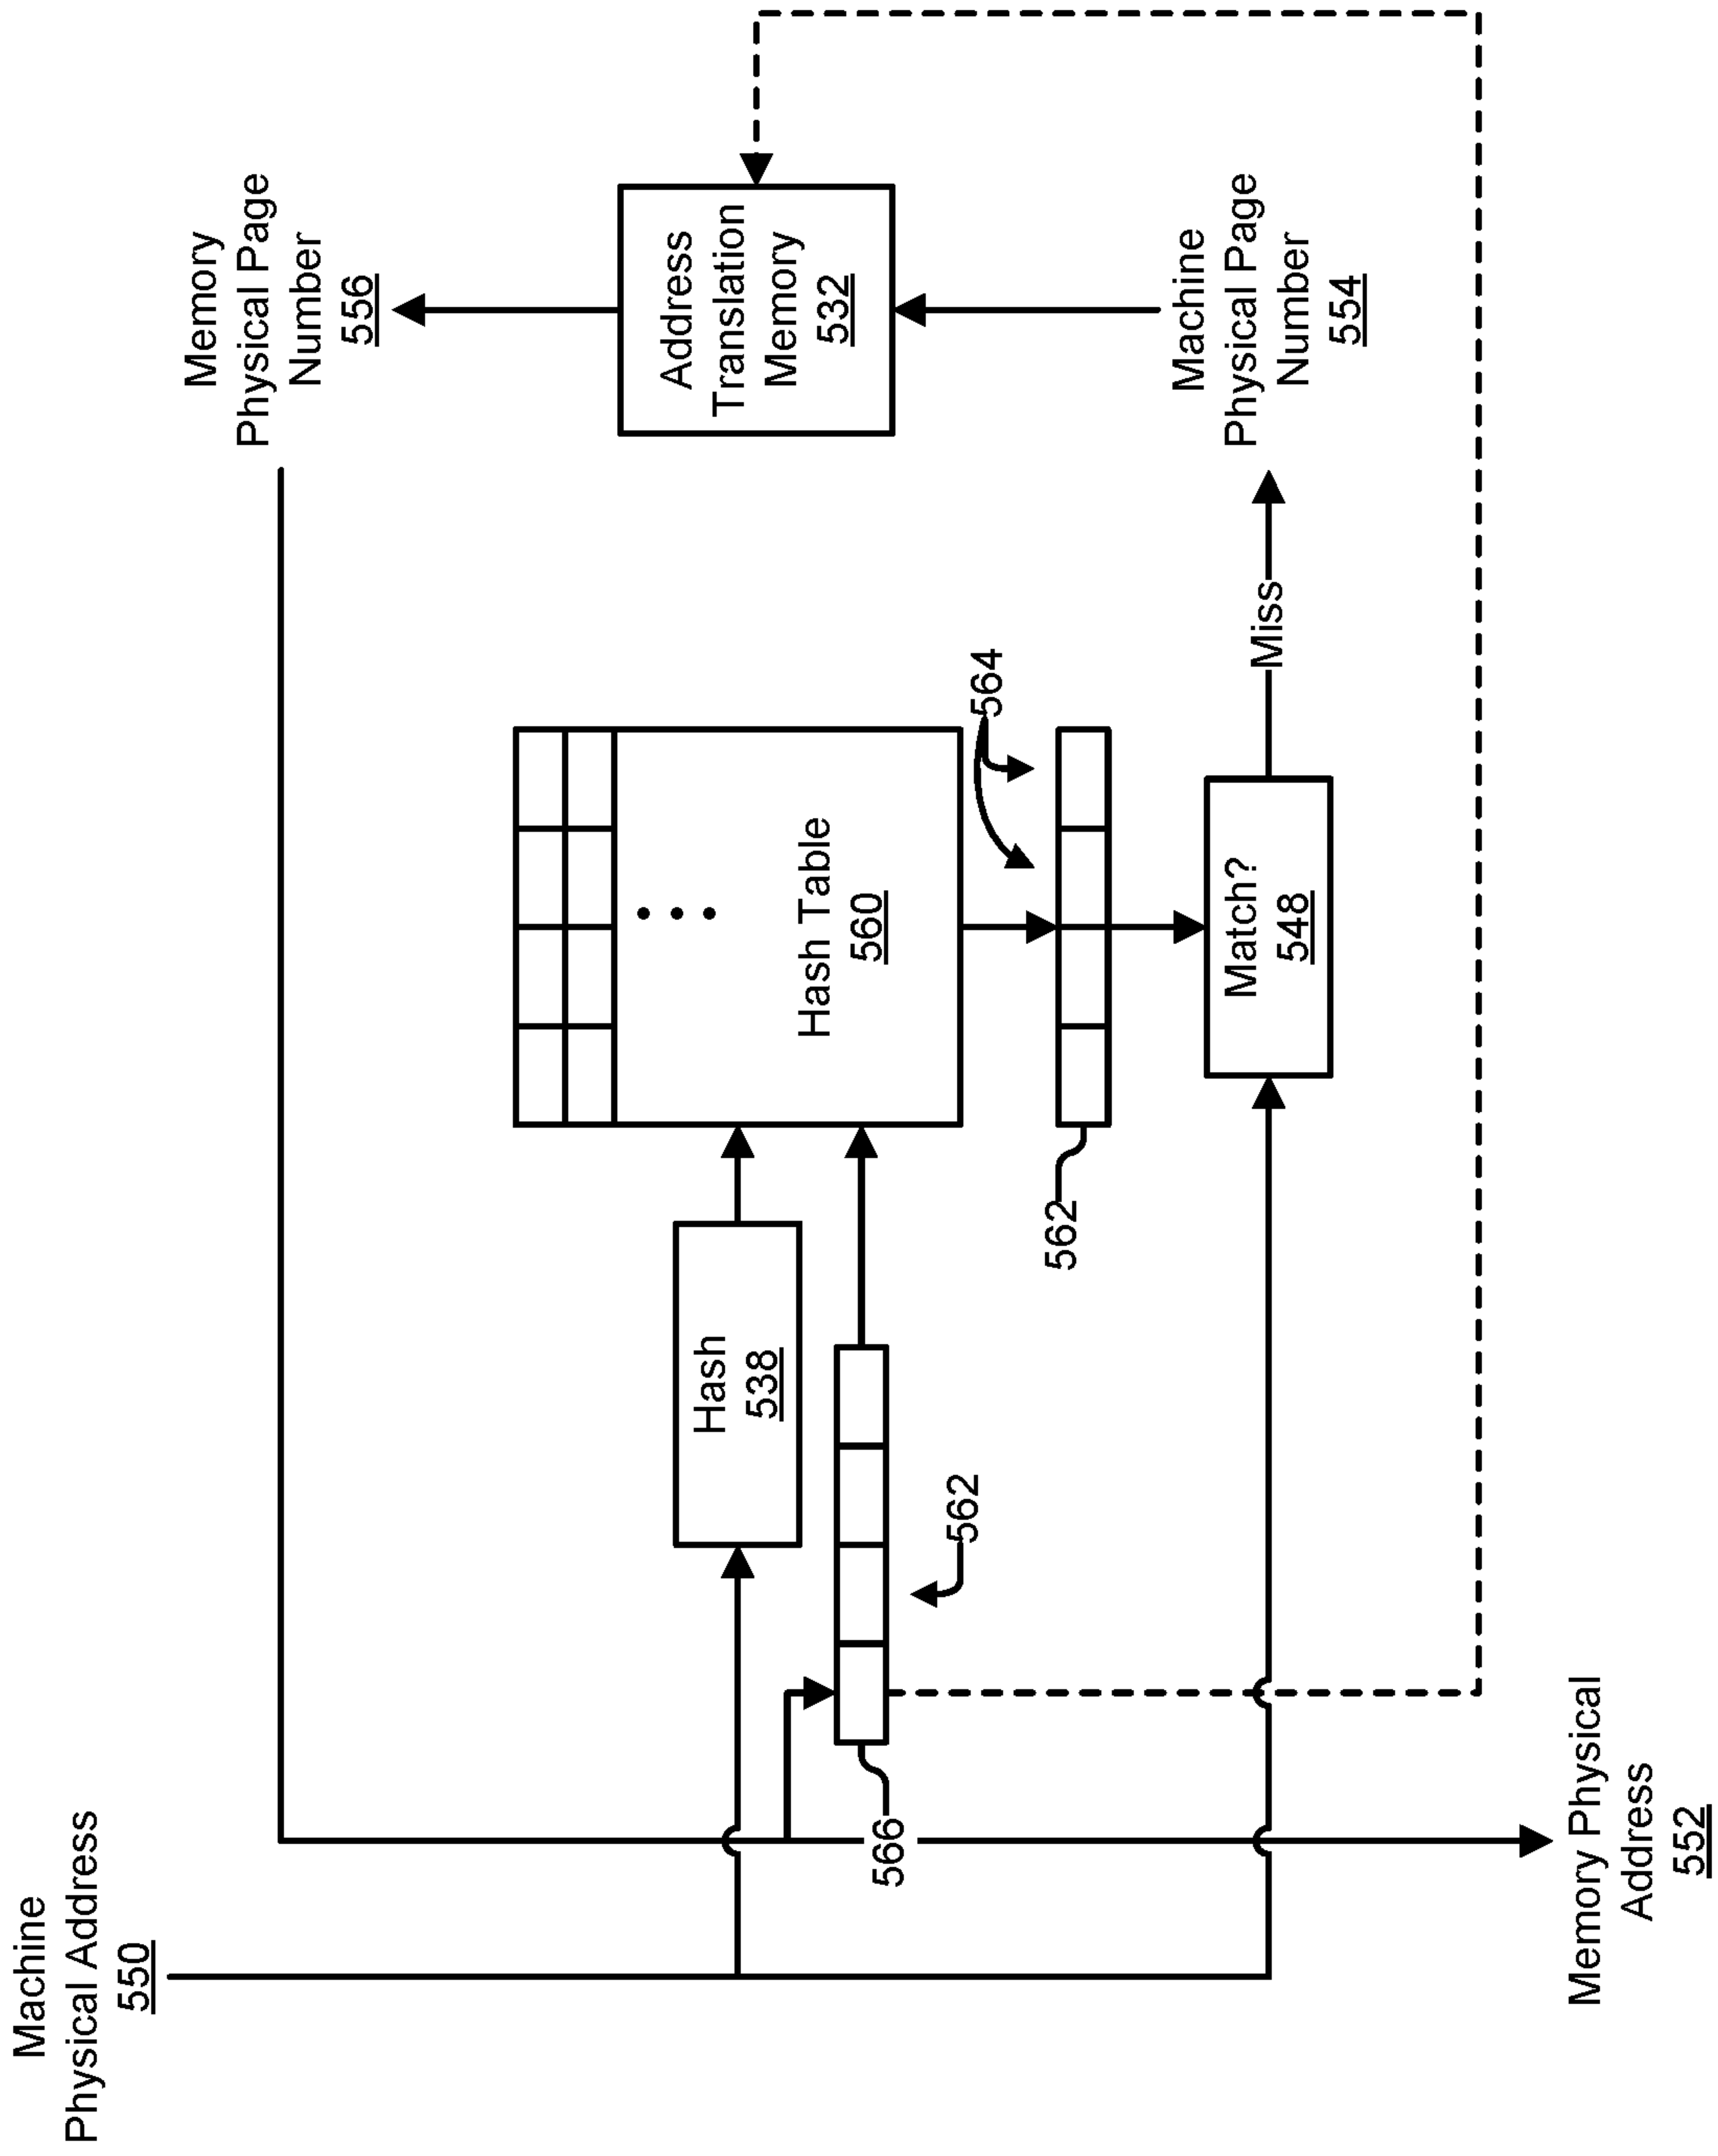 Machine
Physical Address
550
Memory
Physical Page
Number
556
Hash
538
566
562
Hash Table
560
562
564
Match?
548
Miss
Address
Translation
Memory
532
Machine
Physical Page
Number
554
Memory Physical
Address
552